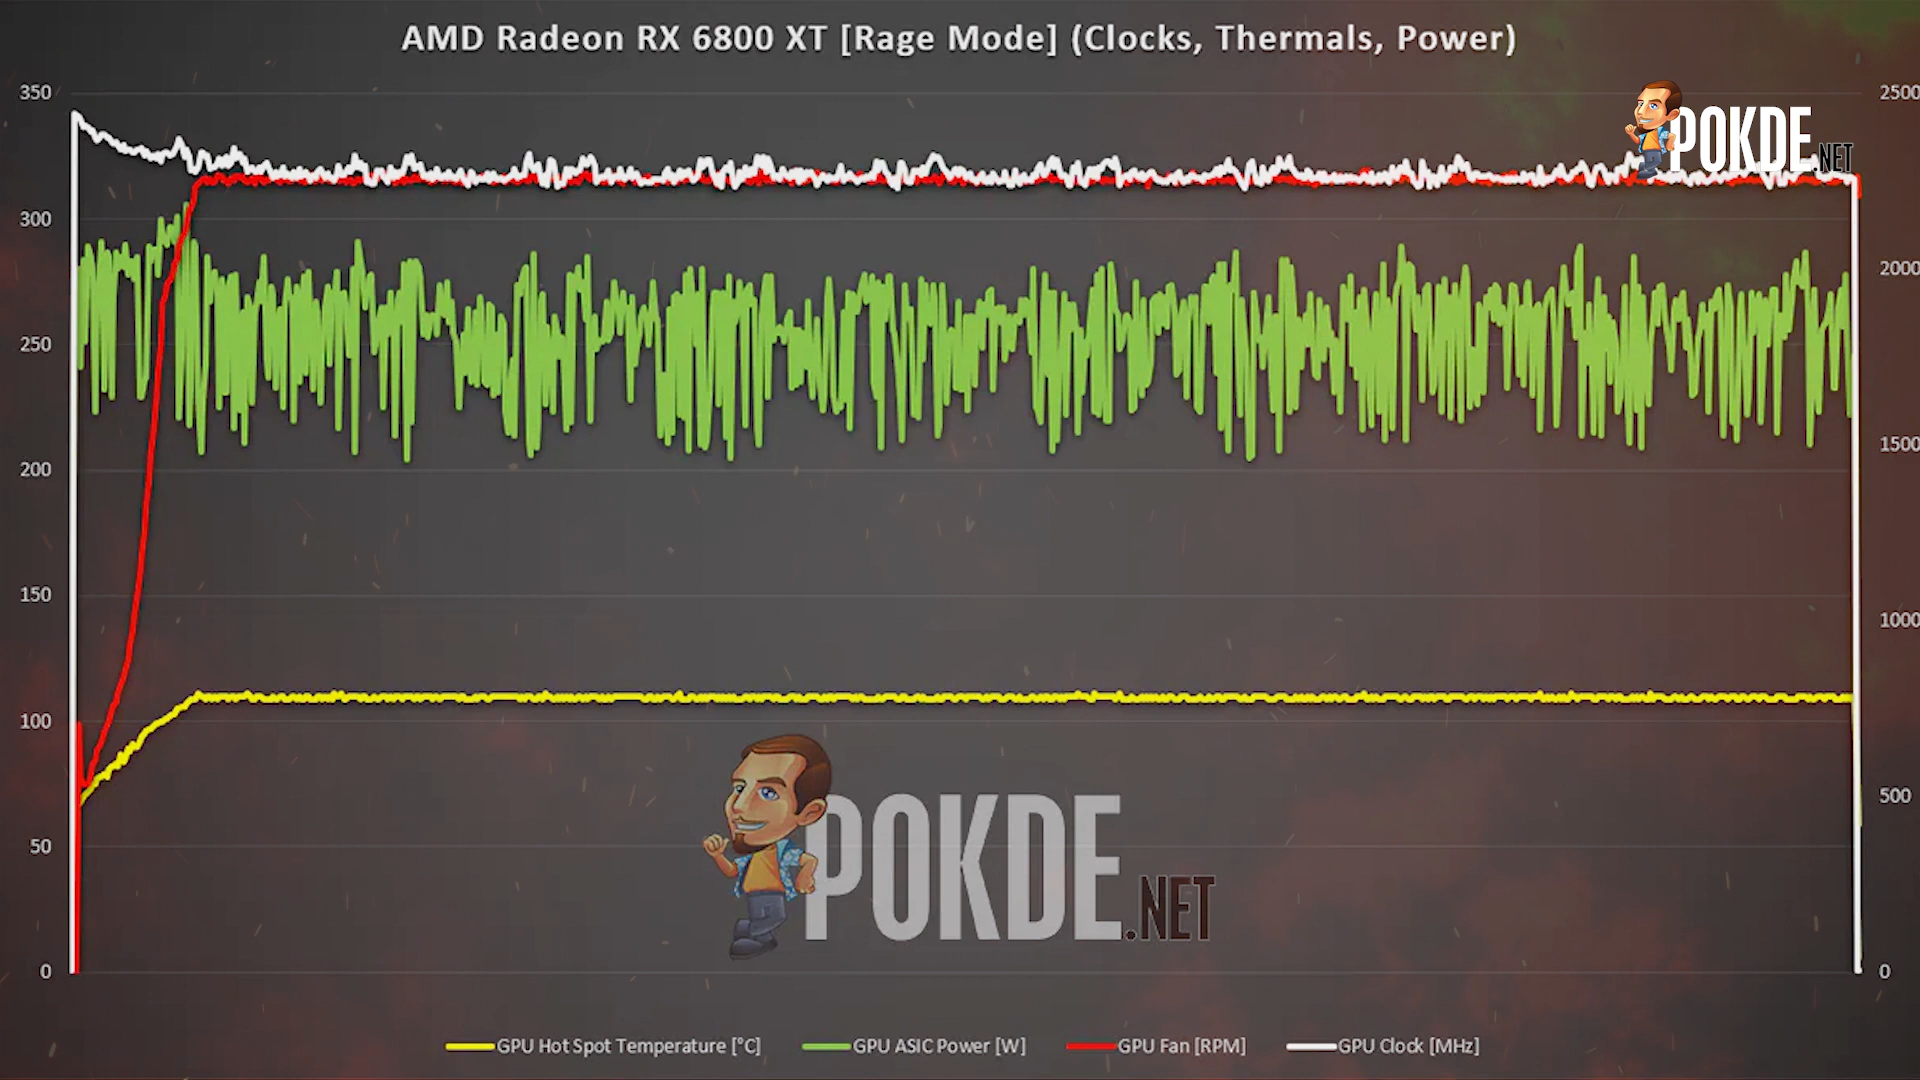 AMD Radeon RX 6800 XT [Rage Mode] (Clocks, Thermals, Power)
350
300
250
200
150
100
50
0
2500
2000
1500
1000
500
0
POKDE.NET
POKDE.NET
GPU Hot Spot Temperature [°C]
GPU ASIC Power [W]
GPU Fan [RPM]
GPU Clock [MHz]